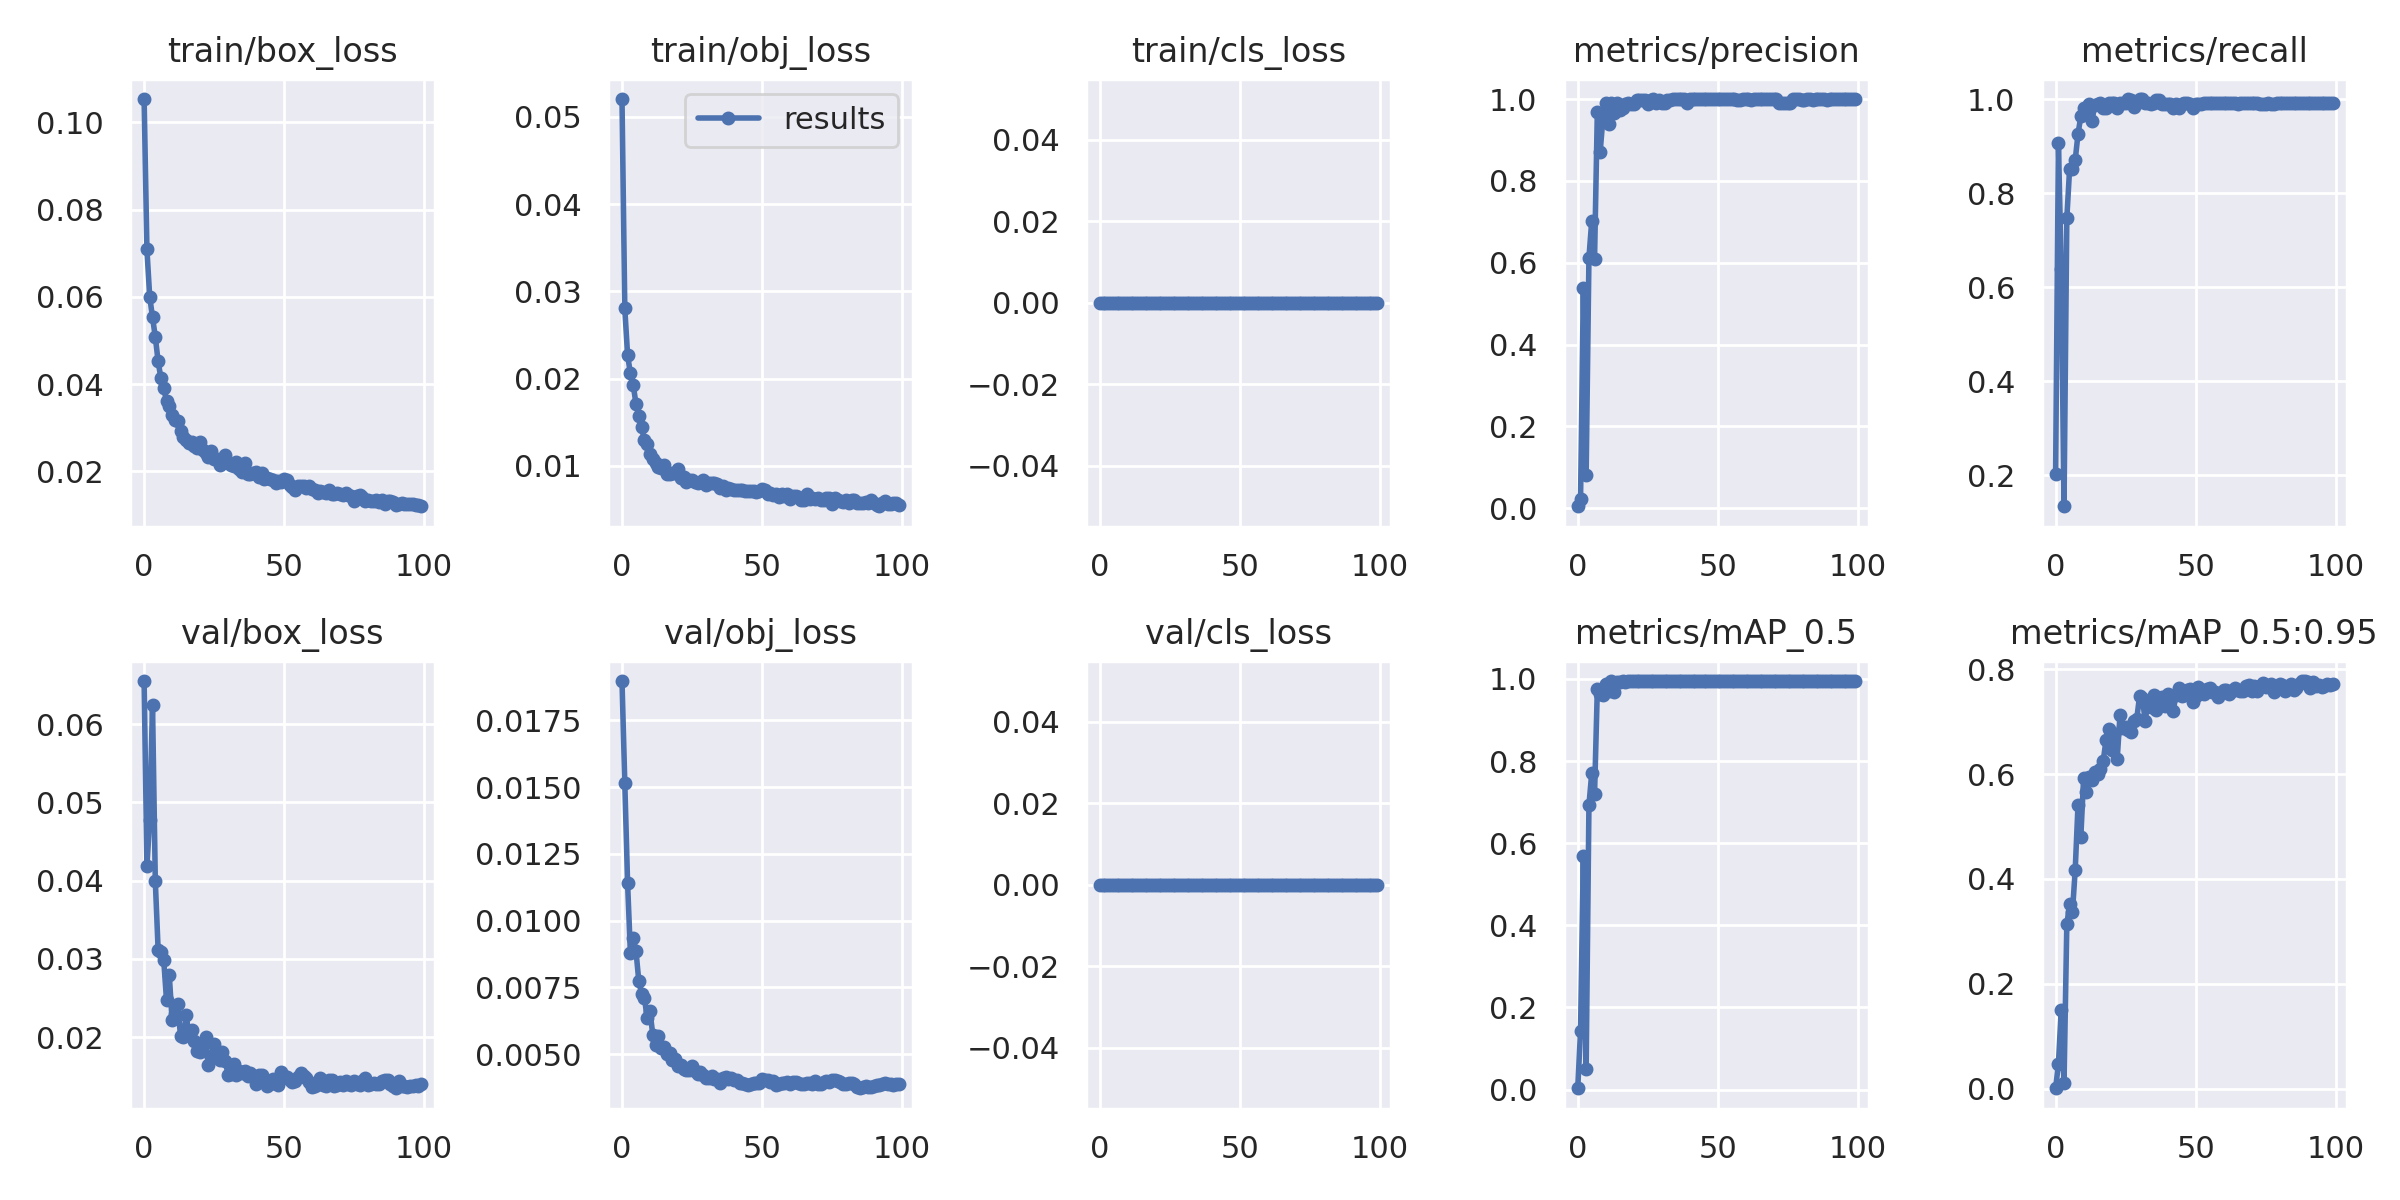 train/box_loss
0.10
0.08
0.06
0.04
0.02
0 50 100
train/obj_loss
results
0.05
0.04
0.03
0.02
0.01
0 50 100
train/cls_loss
0.04
0.02
0.00
−0.02
−0.04
0 50 100
metrics/precision
1.0
0.8
0.6
0.4
0.2
0.0
0 50 100
metrics/recall
1.0
0.8
0.6
0.4
0.2
0 50 100
val/box_loss
0.06
0.05
0.04
0.03
0.02
0 50 100
val/obj_loss
0.0175
0.0150
0.0125
0.0100
0.0075
0.0050
0 50 100
val/cls_loss
0.04
0.02
0.00
−0.02
−0.04
0 50 100
metrics/mAP_0.5
1.0
0.8
0.6
0.4
0.2
0.0
0 50 100
metrics/mAP_0.5:0.95
0.8
0.6
0.4
0.2
0.0
0 50 100